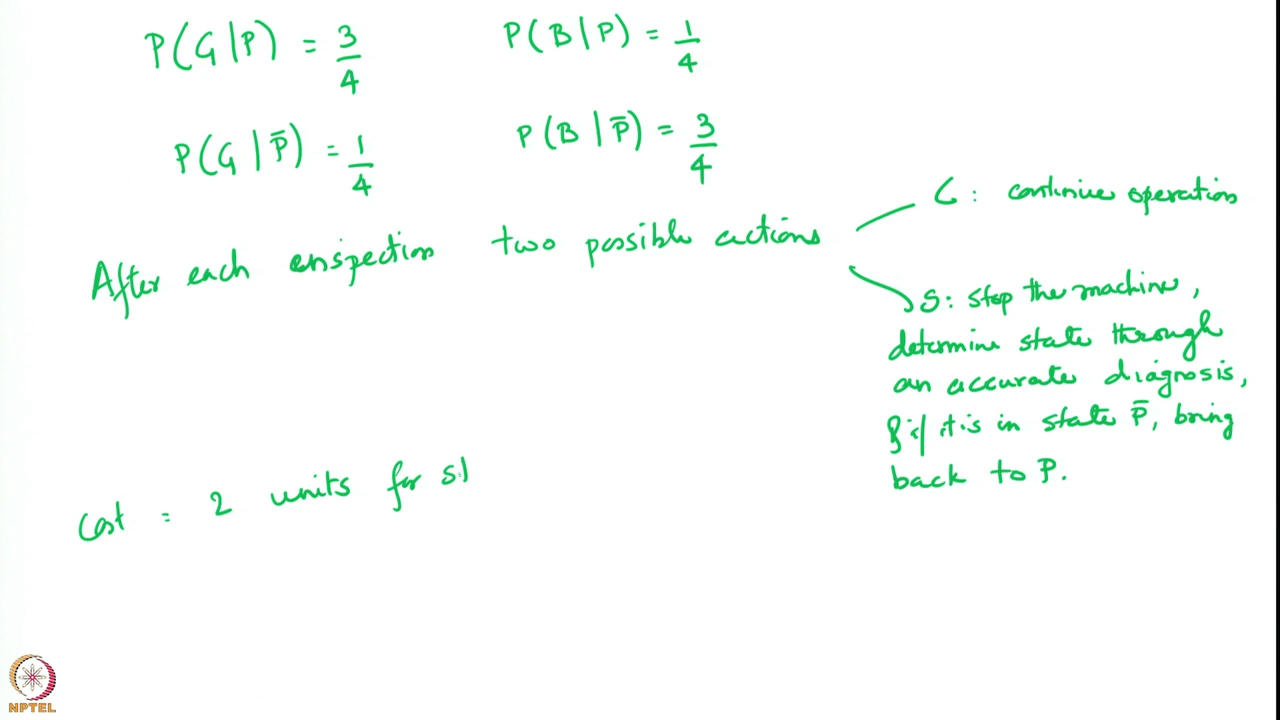 P(G|P) = 3/4
P(B|P) = 1/4
P(G|P̄) = 1/4
P(B|P̄) = 3/4
After each inspection two possible actions
C: continue operation
S: stop the machine,
determine state through
an accurate diagnosis,
& if it is in state P̄, bring
back to P.
Cost = 2 units for
NPTEL